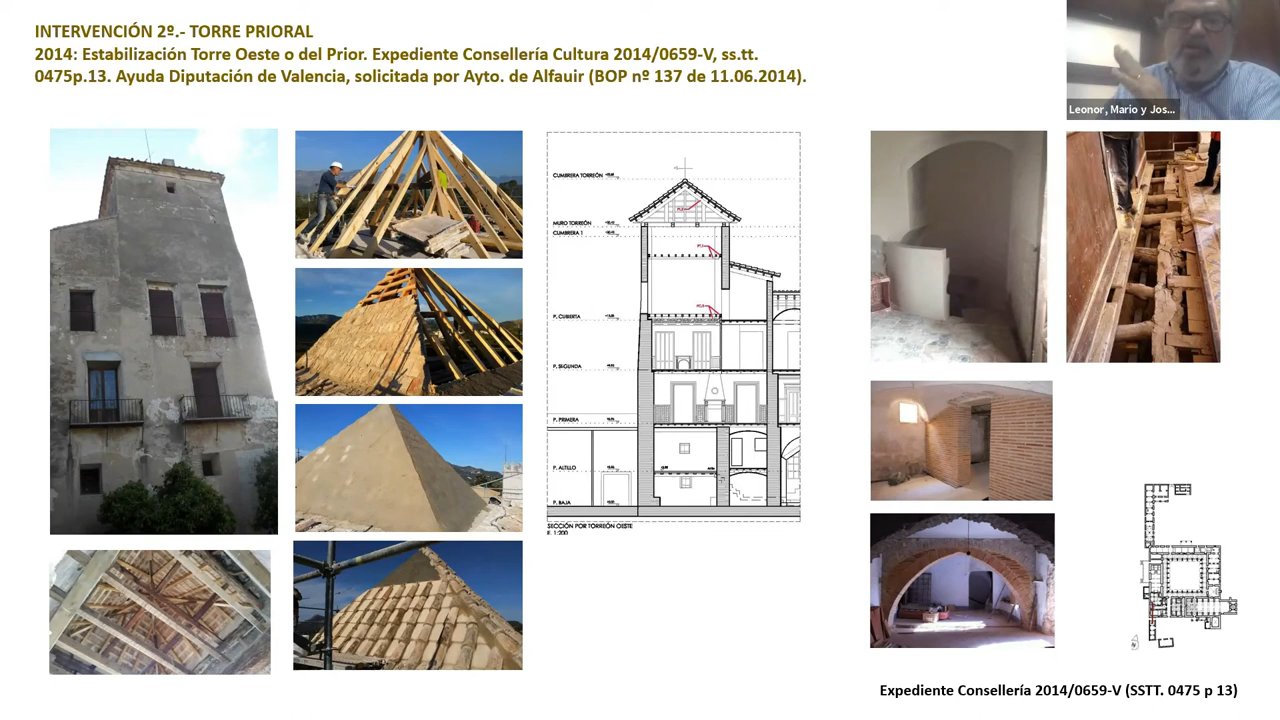 INTERVENCIÓN 2º.- TORRE PRIORAL
2014: Estabilización Torre Oeste o del Prior. Expediente Consellería Cultura 2014/0659-V, ss.tt.
0475p.13. Ayuda Diputación de Valencia, solicitada por Ayto. de Alfauir (BOP nº 137 de 11.06.2014).
Leonor, Mario y Jos...
CUMBRERA TORREÓN
MURO TORREÓN
CUMBRERA 1
P. CUBIERTA
P. SEGUNDA
P. PRIMERA
P. ALTILLO
P. BAJA
SECCIÓN POR TORREÓN OESTE
E. 1:200
Expediente Consellería 2014/0659-V (SSTT. 0475 p 13)